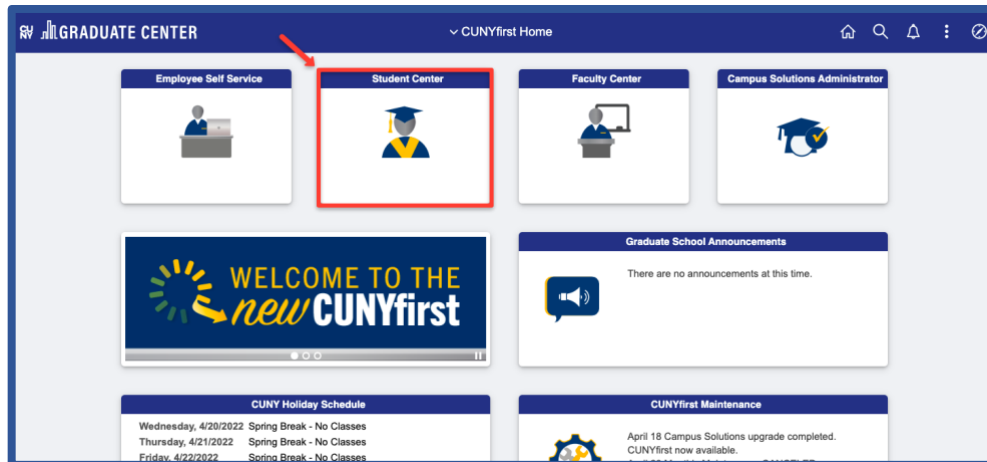 CUNY GRADUATE CENTER
CUNYfirst Home
Employee Self Service
Student Center
Faculty Center
Campus Solutions Administrator
WELCOME TO THE
new CUNYfirst
Graduate School Announcements
There are no announcements at this time.
CUNY Holiday Schedule
Wednesday, 4/20/2022 Spring Break - No Classes
Thursday, 4/21/2022 Spring Break - No Classes
Friday, 4/22/2022 Spring Break - No Classes
CUNYfirst Maintenance
April 18 Campus Solutions upgrade completed.
CUNYfirst now available.